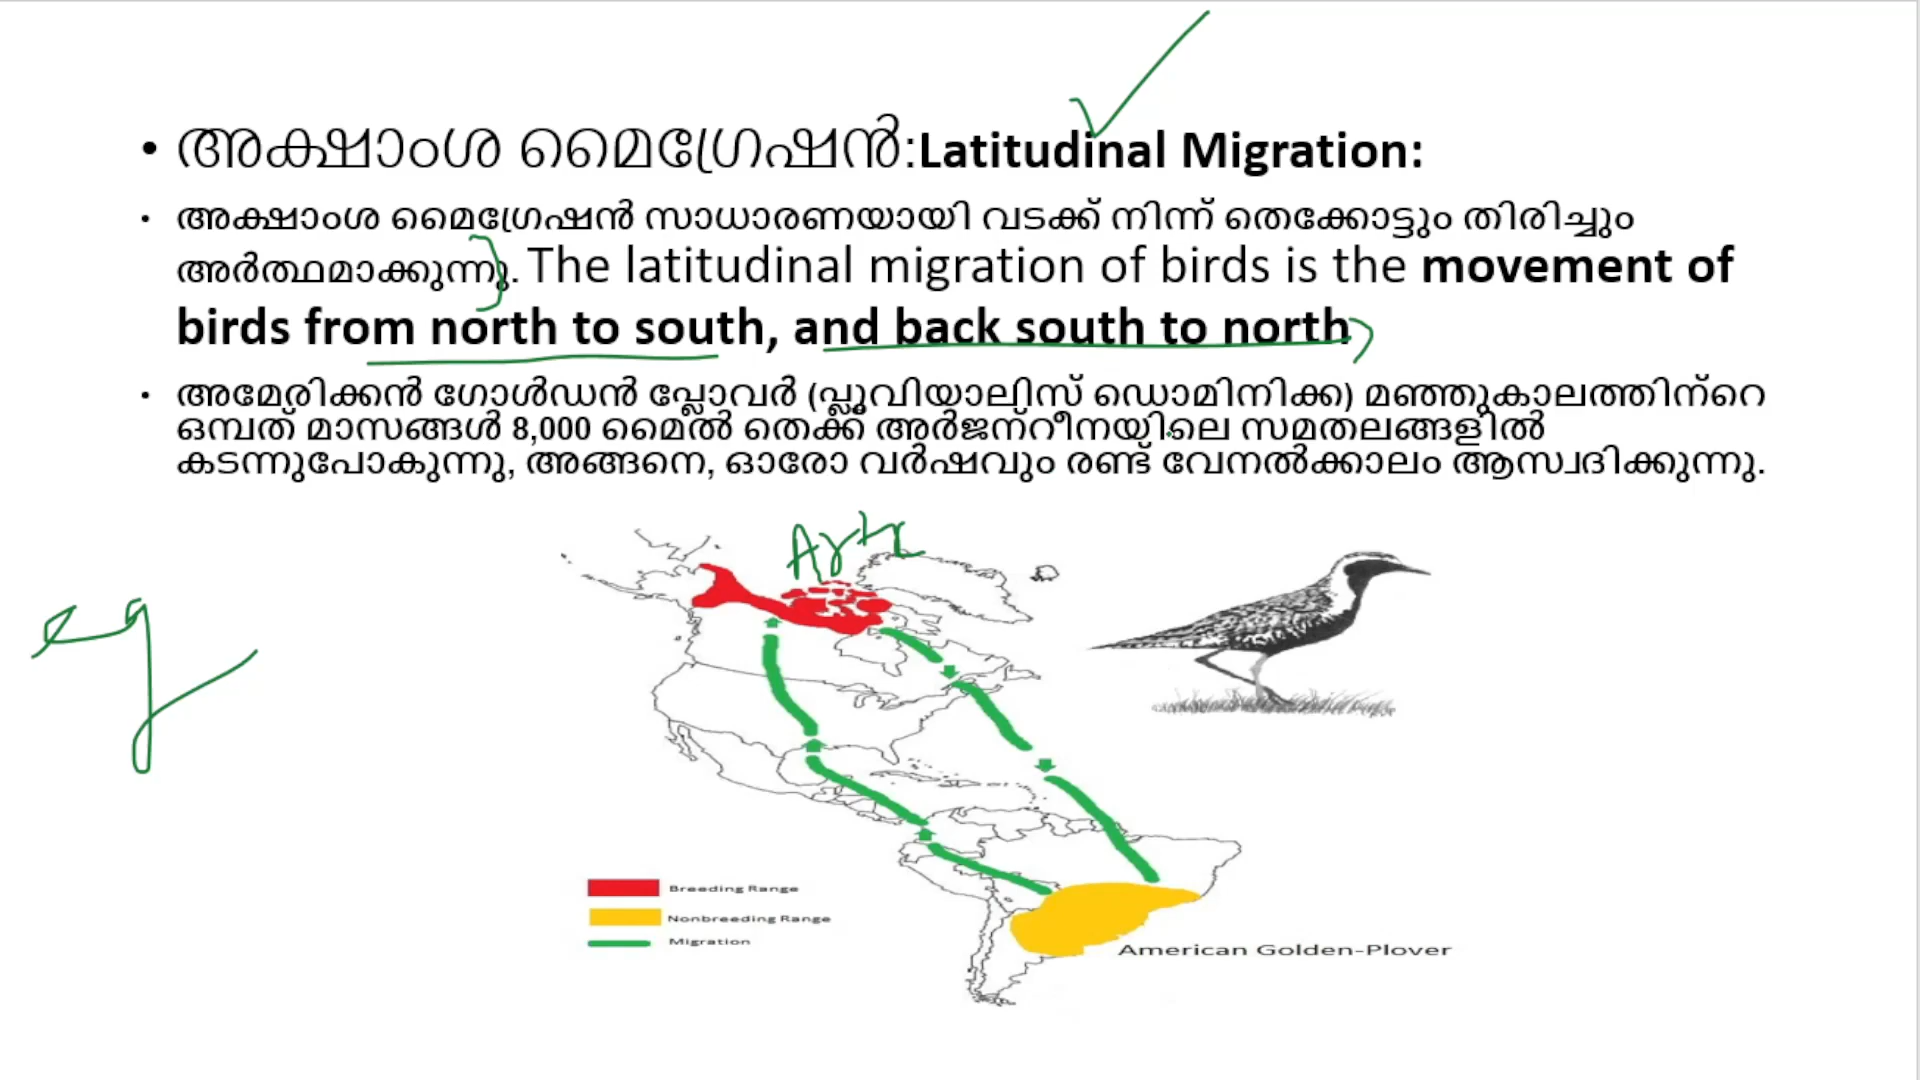 • അക്ഷാംശ മൈഗ്രേഷൻ:Latitudinal Migration:
• അക്ഷാംശ മൈഗ്രേഷൻ സാധാരണയായി വടക്ക് നിന്ന് തെക്കോട്ടും തിരിച്ചും
അർത്ഥമാക്കുന്നു. The latitudinal migration of birds is the movement of
birds from north to south, and back south to north
• അമേരിക്കൻ ഗോൾഡൻ പ്ലോവർ (പ്ലൂവിയാലിസ് ഡൊമിനിക്ക) മഞ്ഞുകാലത്തിന്റെ
ഒമ്പത് മാസങ്ങൾ 8,000 മൈൽ തെക്ക് അർജന്റീനയിലെ സമതലങ്ങളിൽ
കടന്നുപോകുന്നു, അങ്ങനെ, ഓരോ വർഷവും രണ്ട് വേനൽക്കാലം ആസ്വദിക്കുന്നു.
eg
Breeding Range
Nonbreeding Range
Migration
American Golden-Plover